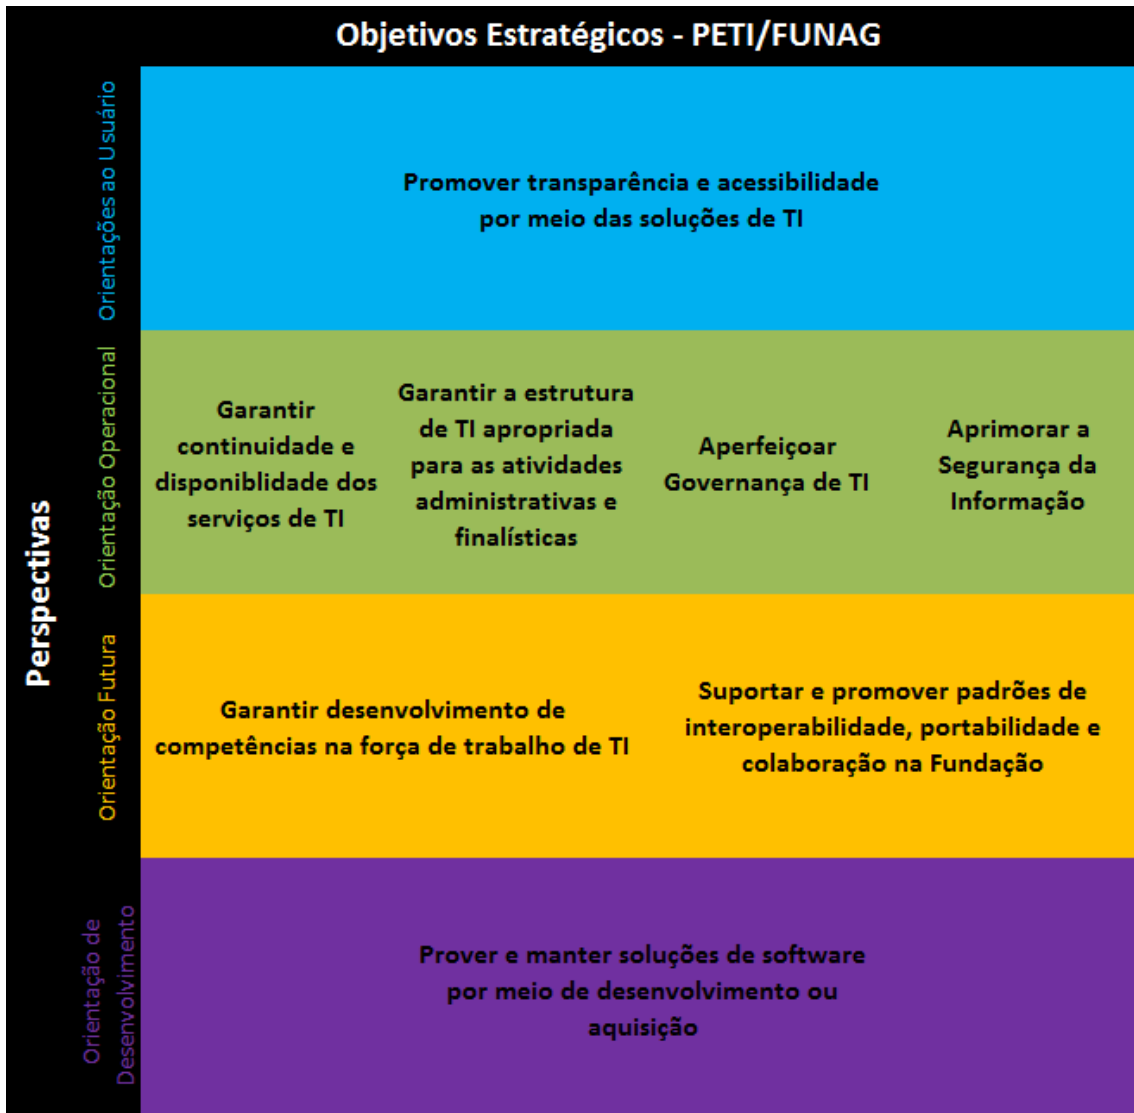 Objetivos Estratégicos - PETI/FUNAG
Perspectivas
Orientações ao Usuário
Promover transparência e acessibilidade
por meio das soluções de TI
Orientação Operacional
Garantir
continuidade e
disponiblidade dos
serviços de TI
Garantir a estrutura
de TI apropriada
para as atividades
administrativas e
finalísticas
Aperfeiçoar
Governança de TI
Aprimorar a
Segurança da
Informação
Orientação Futura
Garantir desenvolvimento de
competências na força de trabalho de TI
Suportar e promover padrões de
interoperabilidade, portabilidade e
colaboração na Fundação
Orientação de
Desenvolvimento
Prover e manter soluções de software
por meio de desenvolvimento ou
aquisição